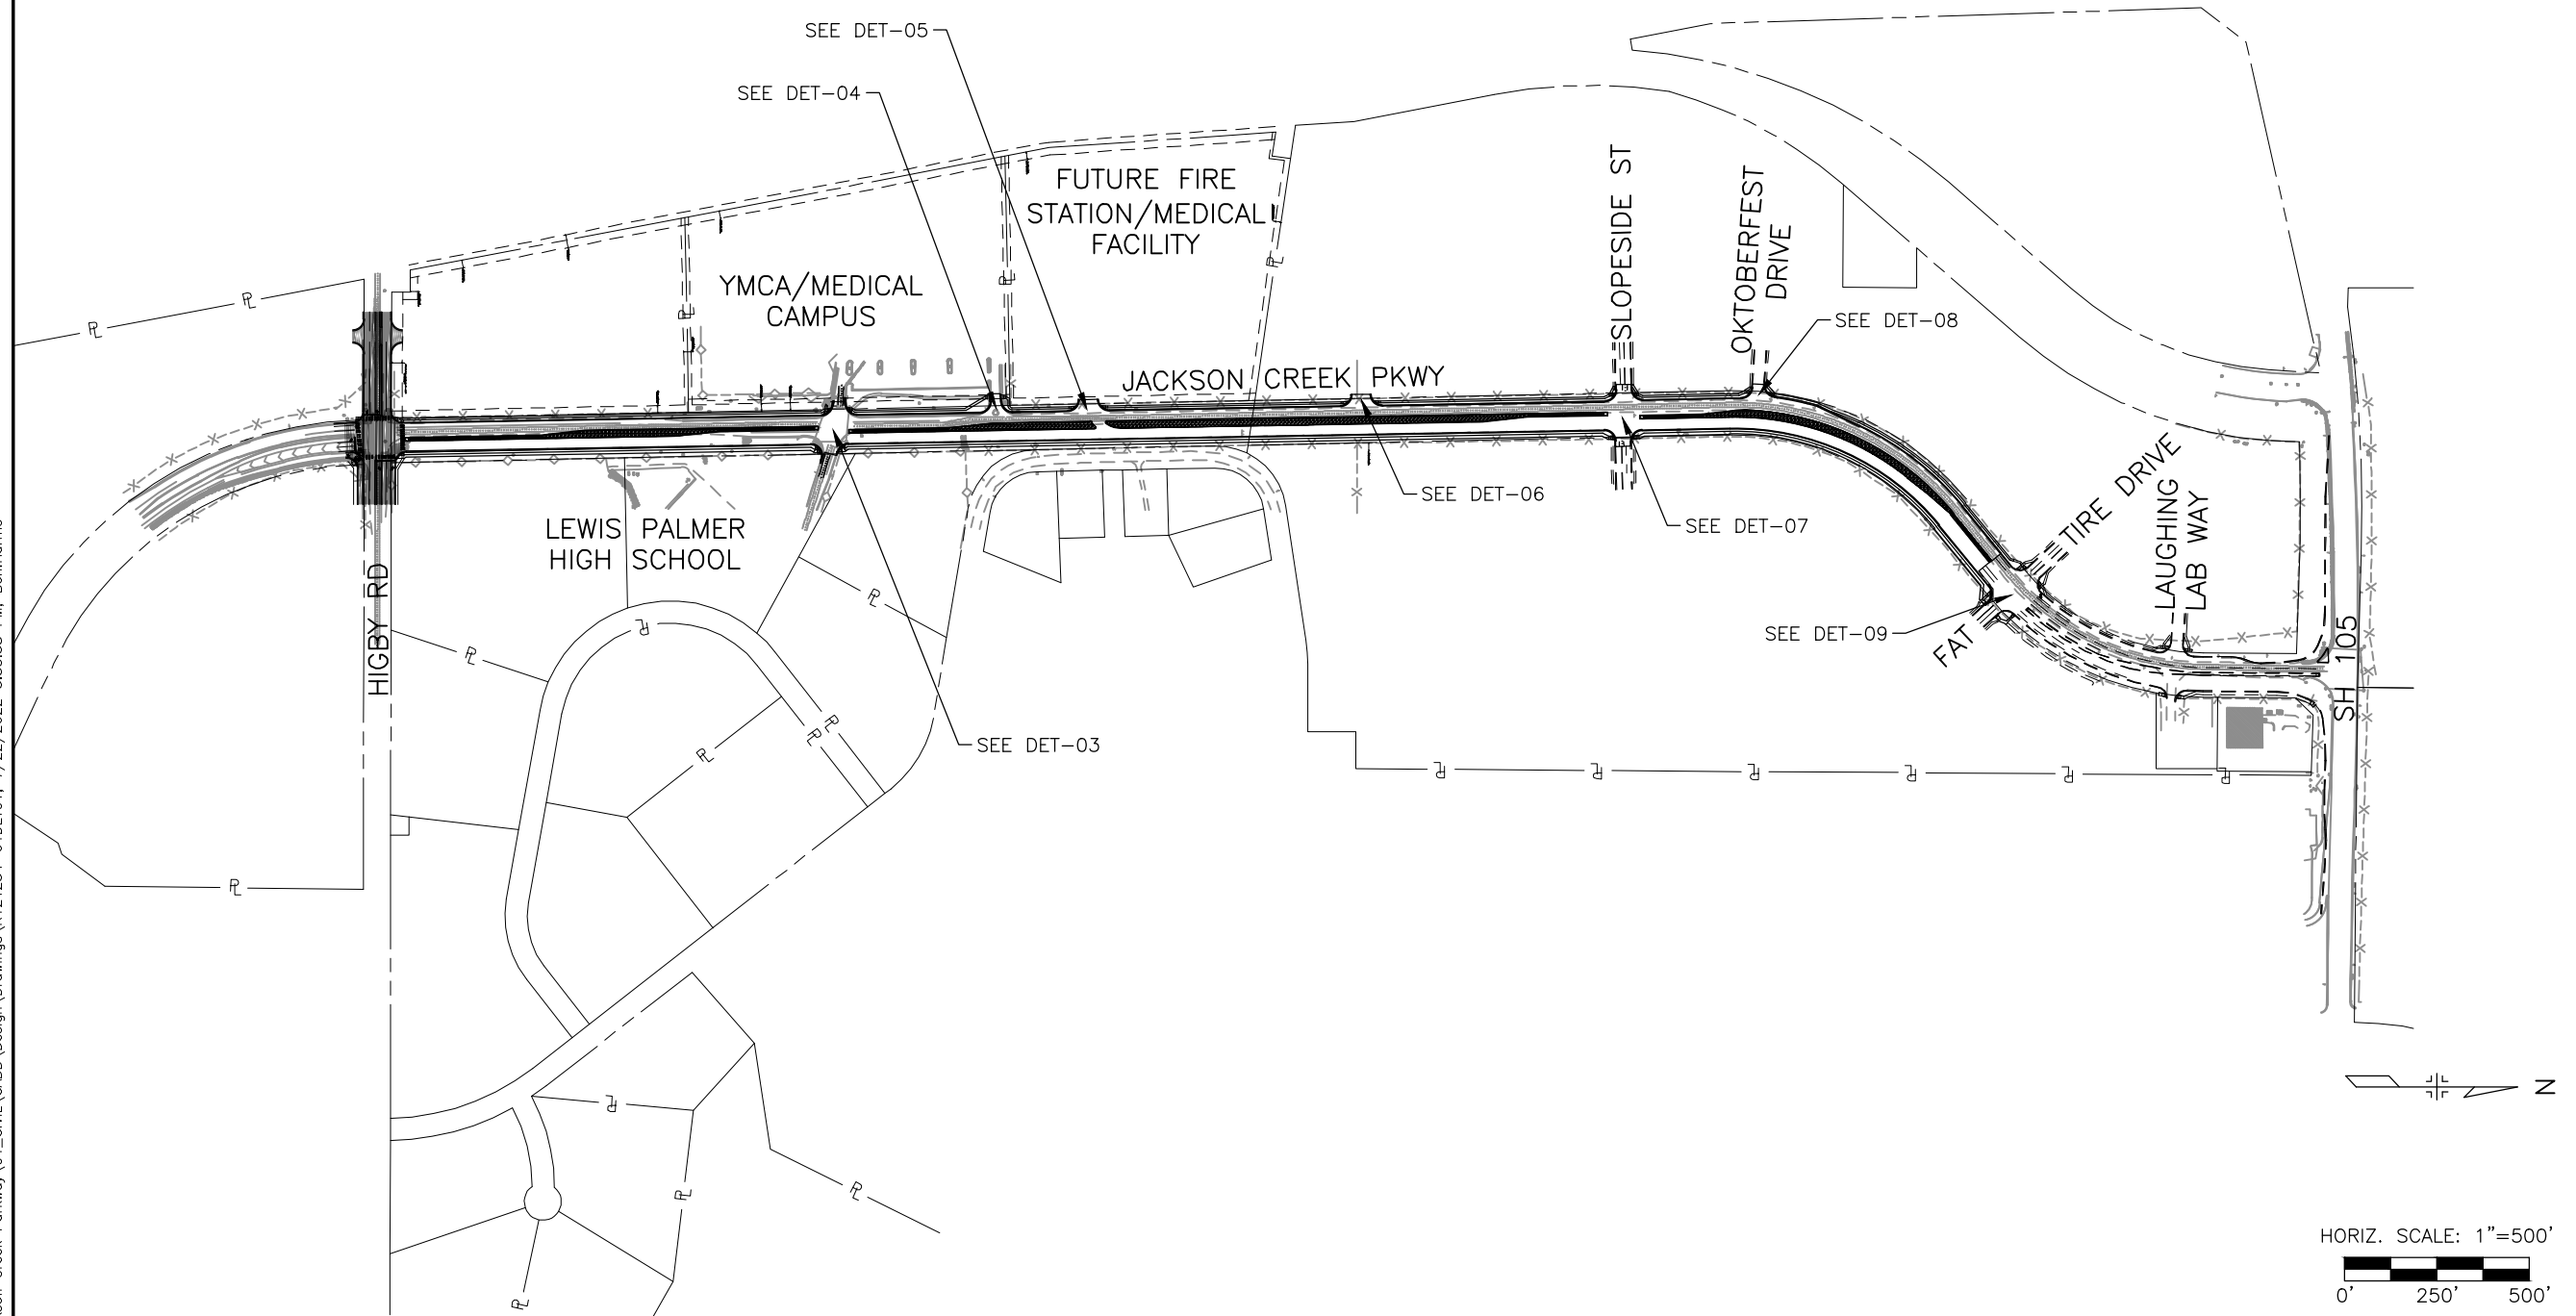 SEE DET-05
SEE DET-04
FUTURE FIRE
STATION/MEDICAL
FACILITY
YMCA/MEDICAL
CAMPUS
SLOPESIDE ST
OKTOBERFEST
DRIVE
SEE DET-08
JACKSON CREEK PKWY
SEE DET-06
SEE DET-07
LEWIS PALMER
HIGH SCHOOL
HIGBY RD
TIRE DRIVE
FAT
LAUGHING
LAB WAY
SEE DET-09
SH 105
SEE DET-03
N
HORIZ. SCALE: 1"=500'
0' 250' 500'